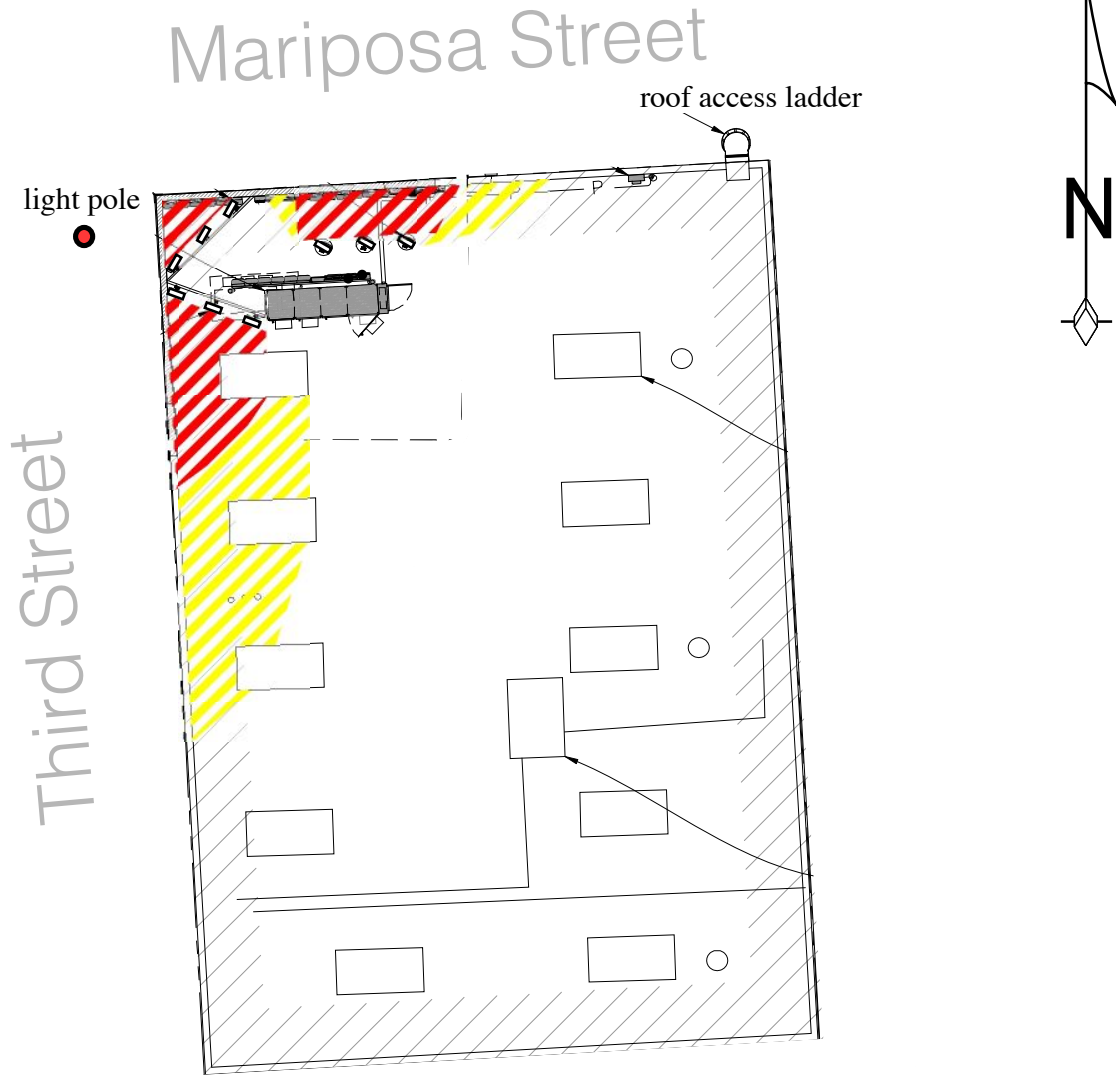 Mariposa Street
roof access ladder
light pole
N
P
Third Street